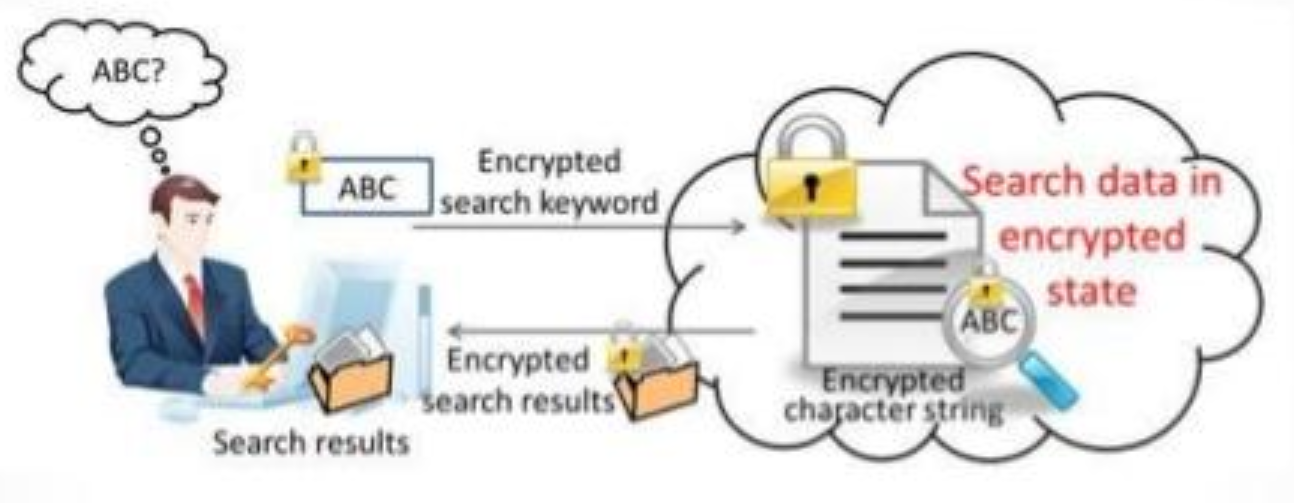 ABC?
ABC
Encrypted
search keyword
Search data in
encrypted
state
ABC
Encrypted
character string
Encrypted
search results
Search results